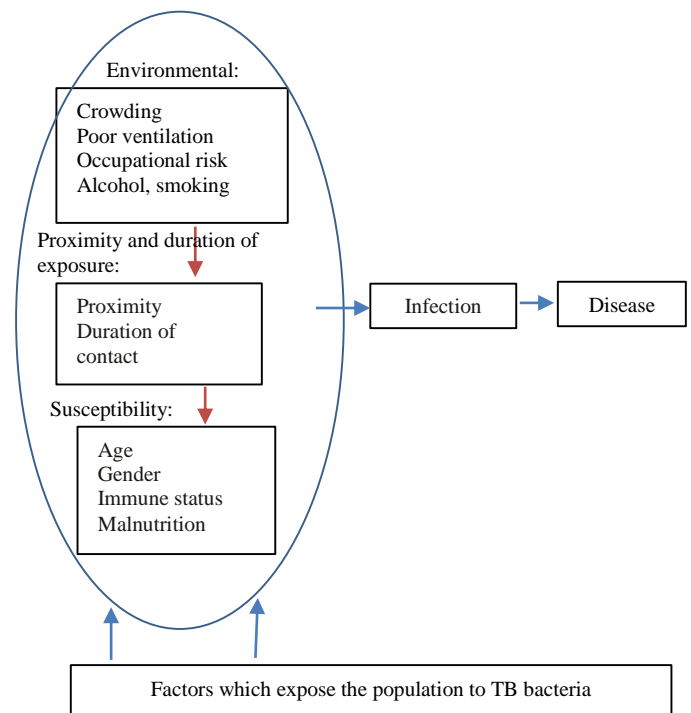 Environmental:
Crowding
Poor ventilation
Occupational risk
Alcohol, smoking
Proximity and duration of
exposure:
Proximity
Duration of
contact
Infection
Disease
Susceptibility:
Age
Gender
Immune status
Malnutrition
Factors which expose the population to TB bacteria